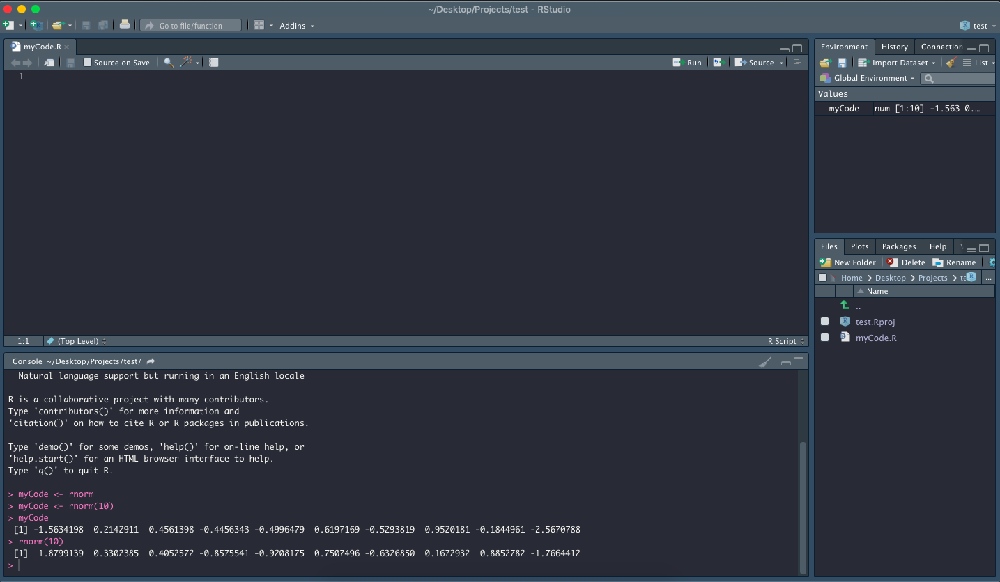 ~/Desktop/Projects/test - RStudio
Go to file/function
Addins
test
myCode.R
Source on Save
Run
Source
1
1:1
(Top Level)
R Script
Console ~/Desktop/Projects/test/
Natural language support but running in an English locale
R is a collaborative project with many contributors.
Type 'contributors()' for more information and
'citation()' on how to cite R or R packages in publications.
Type 'demo()' for some demos, 'help()' for on-line help, or
'help.start()' for an HTML browser interface to help.
Type 'q()' to quit R.
> myCode <- rnorm
> myCode <- rnorm(10)
> myCode
[1] -1.5634198 0.2142911 0.4561398 -0.4456343 -0.4996479 0.6197169 -0.5293819 0.9520181 -0.1844961 -2.5670788
> rnorm(10)
[1] 1.8799139 0.3302385 0.4052572 -0.8575541 -0.9208175 0.7507496 -0.6326850 0.1672932 0.8852782 -1.7664412
>
Environment History Connection
Import Dataset List
Global Environment
Values
myCode num [1:10] -1.563 0.…
Files Plots Packages Help
New Folder Delete Rename
Home Desktop Projects te ...
Name
..
test.Rproj
myCode.R